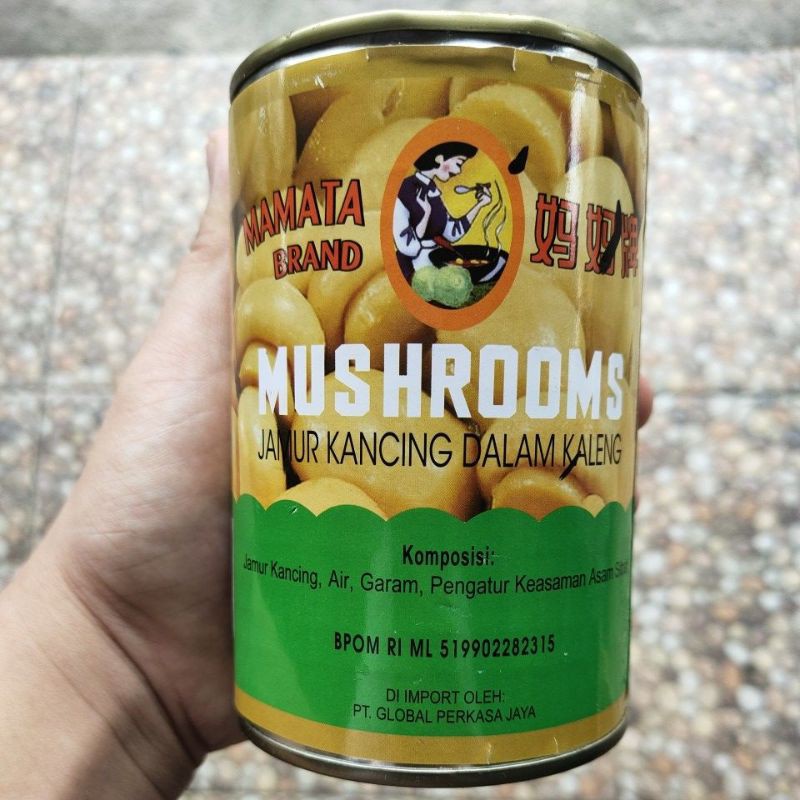 MAMATA
BRAND
妈妈牌
MUSHROOMS
JAMUR KANCING DALAM KALENG
Komposisi:
Jamur Kancing, Air, Garam, Pengatur Keasaman Asam Sitrat
BPOM RI ML 519902282315
DI IMPORT OLEH:
PT. GLOBAL PERKASA JAYA